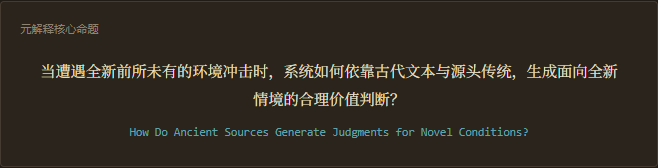 元解释核心命题
当遭遇全新前所未有的环境冲击时，系统如何依靠古代文本与源头传统，生成面向全新
情境的合理价值判断？
How Do Ancient Sources Generate Judgments for Novel Conditions?